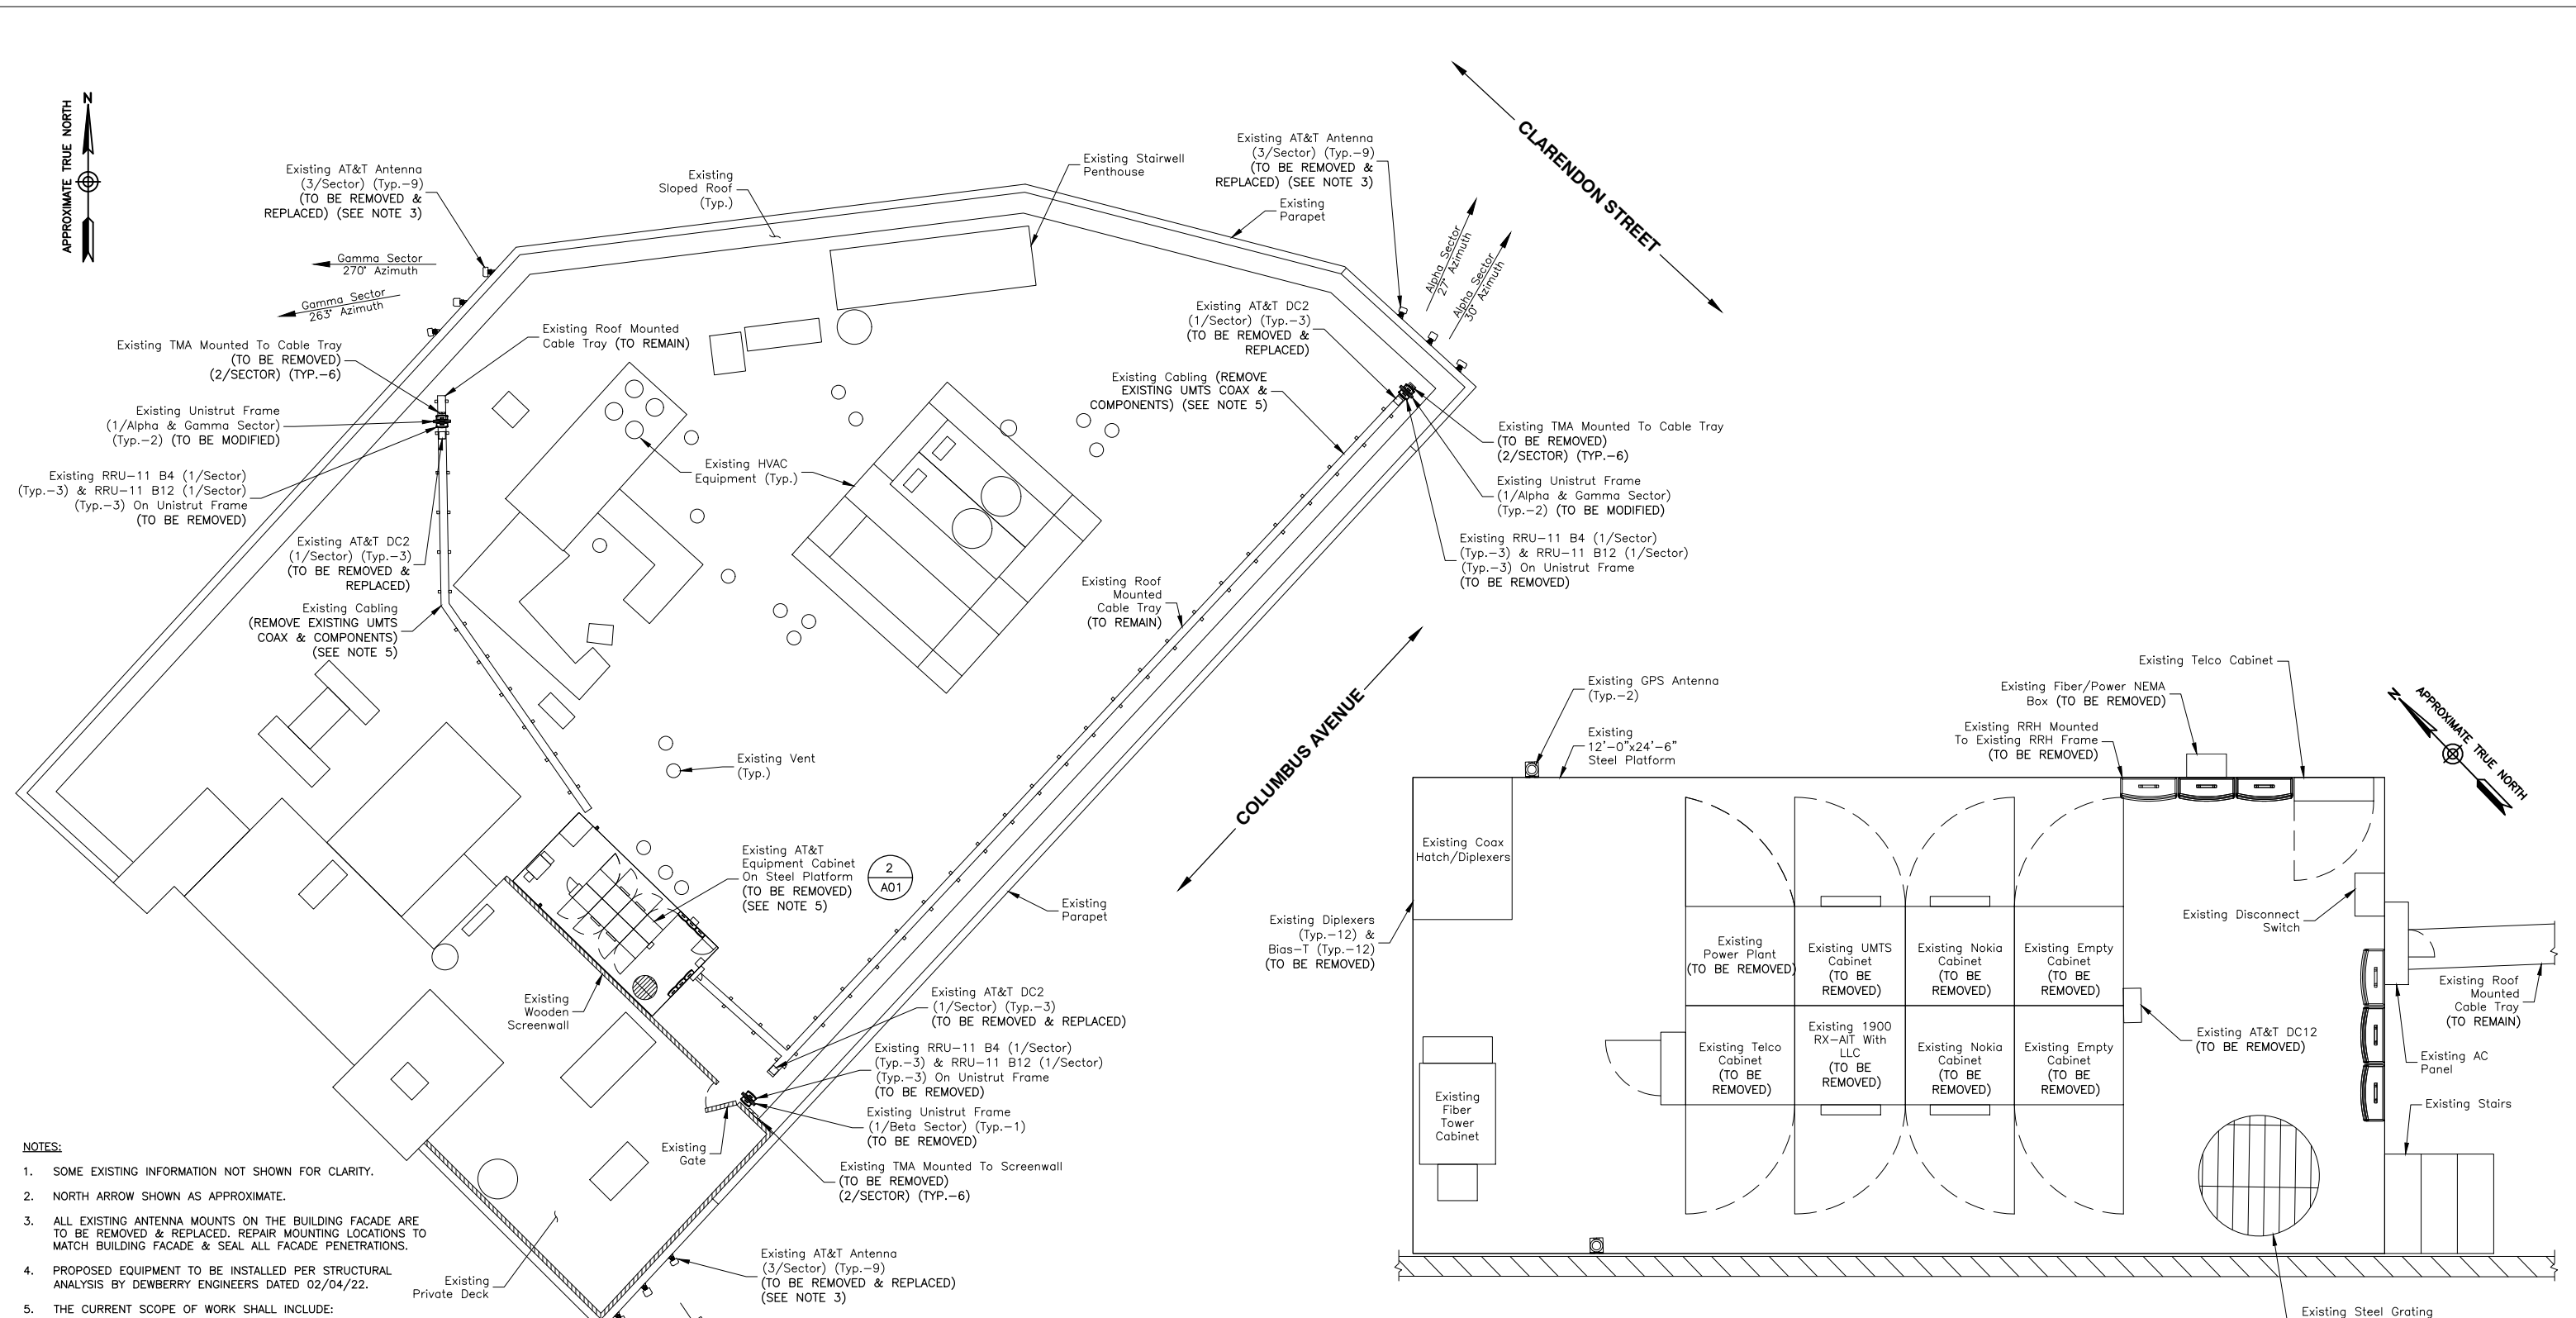 APPROXIMATE TRUE NORTH
N
Existing AT&T Antenna
(3/Sector) (Typ.-9)
(TO BE REMOVED &
REPLACED) (SEE NOTE 3)
Gamma Sector
270° Azimuth
Gamma Sector
263° Azimuth
Existing TMA Mounted To Cable Tray
(TO BE REMOVED)
(2/SECTOR) (TYP.-6)
Existing Unistrut Frame
(1/Alpha & Gamma Sector)
(Typ.-2) (TO BE MODIFIED)
Existing RRU-11 B4 (1/Sector)
(Typ.-3) & RRU-11 B12 (1/Sector)
(Typ.-3) On Unistrut Frame
(TO BE REMOVED)
Existing AT&T DC2
(1/Sector) (Typ.-3)
(TO BE REMOVED &
REPLACED)
Existing Cabling
(REMOVE EXISTING UMTS
COAX & COMPONENTS)
(SEE NOTE 5)
Existing
Sloped Roof
(Typ.)
Existing Roof Mounted
Cable Tray (TO REMAIN)
Existing Stairwell
Penthouse
Existing HVAC
Equipment (Typ.)
Existing Vent
(Typ.)
Existing AT&T Antenna
(3/Sector) (Typ.-9)
(TO BE REMOVED &
REPLACED) (SEE NOTE 3)
Existing
Parapet
Existing AT&T DC2
(1/Sector) (Typ.-3)
(TO BE REMOVED &
REPLACED)
Existing Cabling (REMOVE
EXISTING UMTS COAX &
COMPONENTS) (SEE NOTE 5)
Alpha Sector
27° Azimuth
Alpha Sector
30° Azimuth
CLARENDON STREET
Existing TMA Mounted To Cable Tray
(TO BE REMOVED)
(2/SECTOR) (TYP.-6)
Existing Unistrut Frame
(1/Alpha & Gamma Sector)
(Typ.-2) (TO BE MODIFIED)
Existing RRU-11 B4 (1/Sector)
(Typ.-3) & RRU-11 B12 (1/Sector)
(Typ.-3) On Unistrut Frame
(TO BE REMOVED)
Existing Roof
Mounted
Cable Tray
(TO REMAIN)
COLUMBUS AVENUE
Existing AT&T
Equipment Cabinet
On Steel Platform
(TO BE REMOVED)
(SEE NOTE 5)
2
A01
Existing
Parapet
Existing
Wooden
Screenwall
Existing AT&T DC2
(1/Sector) (Typ.-3)
(TO BE REMOVED & REPLACED)
Existing RRU-11 B4 (1/Sector)
(Typ.-3) & RRU-11 B12 (1/Sector)
(Typ.-3) On Unistrut Frame
(TO BE REMOVED)
Existing Unistrut Frame
(1/Beta Sector) (Typ.-1)
(TO BE REMOVED)
Existing
Gate
Existing TMA Mounted To Screenwall
(TO BE REMOVED)
(2/SECTOR) (TYP.-6)
Existing AT&T Antenna
(3/Sector) (Typ.-9)
(TO BE REMOVED & REPLACED)
(SEE NOTE 3)
Existing
Private Deck
NOTES:
1. SOME EXISTING INFORMATION NOT SHOWN FOR CLARITY.
2. NORTH ARROW SHOWN AS APPROXIMATE.
3. ALL EXISTING ANTENNA MOUNTS ON THE BUILDING FACADE ARE
TO BE REMOVED & REPLACED. REPAIR MOUNTING LOCATIONS TO
MATCH BUILDING FACADE & SEAL ALL FACADE PENETRATIONS.
4. PROPOSED EQUIPMENT TO BE INSTALLED PER STRUCTURAL
ANALYSIS BY DEWBERRY ENGINEERS DATED 02/04/22.
5. THE CURRENT SCOPE OF WORK SHALL INCLUDE:
Existing GPS Antenna
(Typ.-2)
Existing
12'-0"x24'-6"
Steel Platform
Existing Telco Cabinet
Existing Fiber/Power NEMA
Box (TO BE REMOVED)
Existing RRH Mounted
To Existing RRH Frame
(TO BE REMOVED)
N
APPROXIMATE TRUE NORTH
Existing Coax
Hatch/Diplexers
Existing Diplexers
(Typ.-12) &
Bias-T (Typ.-12)
(TO BE REMOVED)
Existing
Power Plant
(TO BE REMOVED)
Existing UMTS
Cabinet
(TO BE
REMOVED)
Existing Nokia
Cabinet
(TO BE
REMOVED)
Existing Empty
Cabinet
(TO BE
REMOVED)
Existing Telco
Cabinet
(TO BE
REMOVED)
Existing 1900
RX-AIT With
LLC
(TO BE
REMOVED)
Existing Nokia
Cabinet
(TO BE
REMOVED)
Existing Empty
Cabinet
(TO BE
REMOVED)
Existing
Fiber
Tower
Cabinet
Existing Disconnect
Switch
Existing AT&T DC12
(TO BE REMOVED)
Existing Roof
Mounted
Cable Tray
(TO REMAIN)
Existing AC
Panel
Existing Stairs
Existing Steel Grating